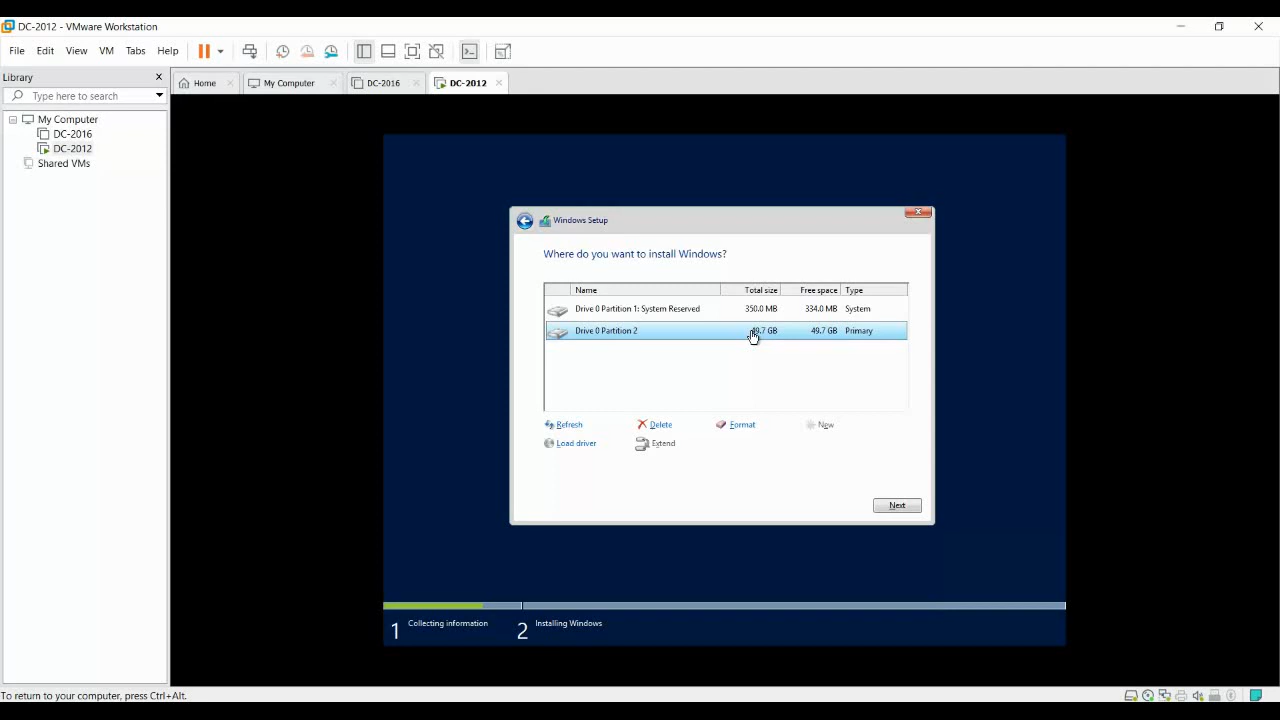 DC-2012 - VMware Workstation
File Edit View VM Tabs Help
Library
Type here to search
Home
My Computer
DC-2016
DC-2012
My Computer
DC-2016
DC-2012
Shared VMs
Windows Setup
Where do you want to install Windows?
Name Total size Free space Type
Drive 0 Partition 1: System Reserved 350.0 MB 334.0 MB System
Drive 0 Partition 2 49.7 GB 49.7 GB Primary
Refresh Delete Format New
Load driver Extend
Next
1 Collecting information 2 Installing Windows
To return to your computer, press Ctrl+Alt.